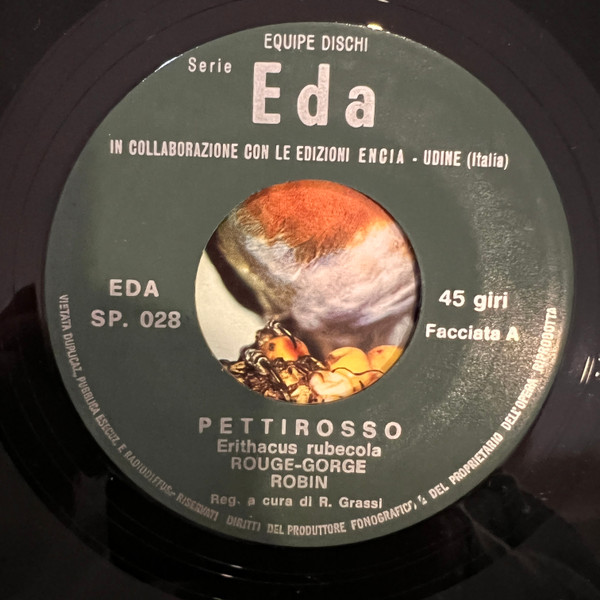 EQUIPE DISCHI
Serie
Eda
IN COLLABORAZIONE CON LE EDIZIONI ENCIA - UDINE (Italia)
EDA
SP. 028
45 giri
Facciata A
PETTIROSSO
Erithacus rubecola
ROUGE-GORGE
ROBIN
Reg. a cura di R. Grassi
VIETATA DUPLICAZ. PUBBLICA ESECUZ. E RADIODIFFUS. - RISERVATI DIRITTI DEL PRODUTTORE FONOGRAFIC', DEL PROPRIETARIO DELL'OPERA RIPRODOTTA